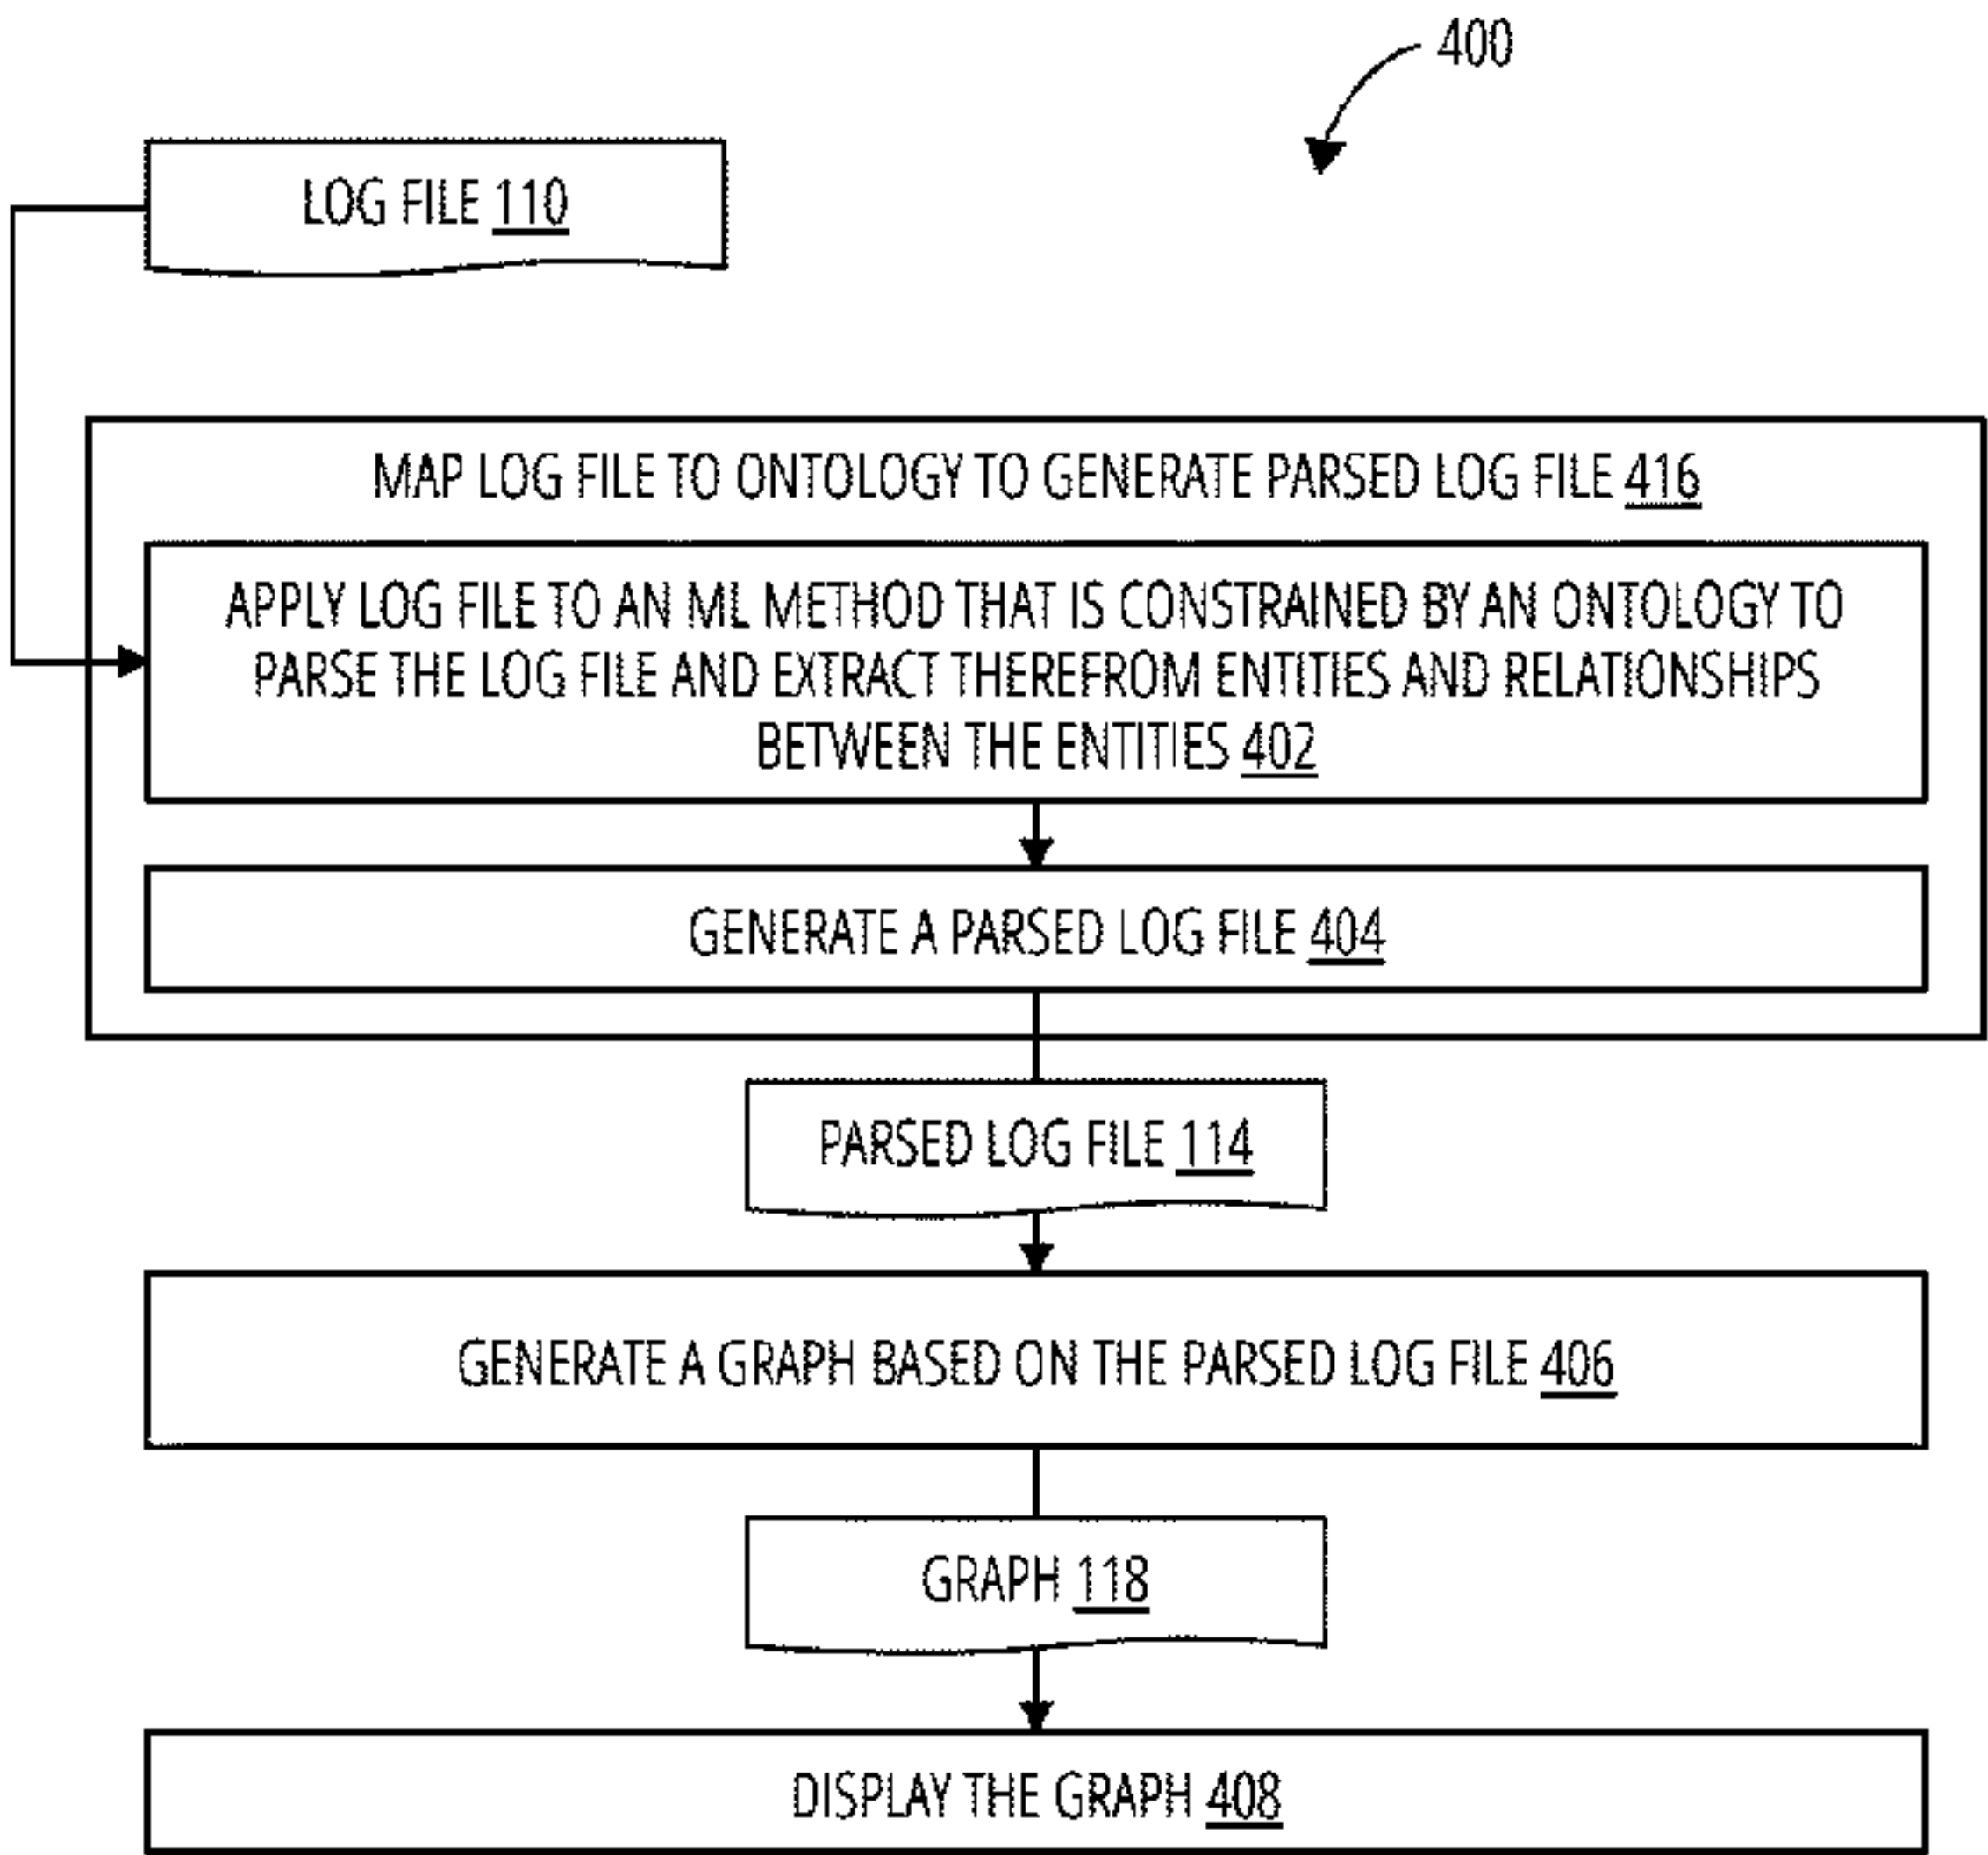 400
LOG FILE 110
MAP LOG FILE TO ONTOLOGY TO GENERATE PARSED LOG FILE 416
APPLY LOG FILE TO AN ML METHOD THAT IS CONSTRAINED BY AN ONTOLOGY TO
PARSE THE LOG FILE AND EXTRACT THEREFROM ENTITIES AND RELATIONSHIPS
BETWEEN THE ENTITIES 402
GENERATE A PARSED LOG FILE 404
PARSED LOG FILE 114
GENERATE A GRAPH BASED ON THE PARSED LOG FILE 406
GRAPH 118
DISPLAY THE GRAPH 408